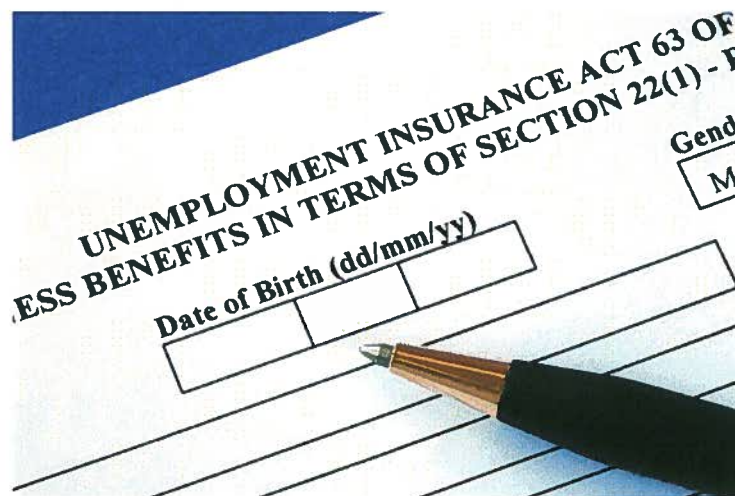 UNEMPLOYMENT INSURANCE ACT 63 OF
ESS BENEFITS IN TERMS OF SECTION 22(1) -
Gend
Date of Birth (dd/mm/yy)
M